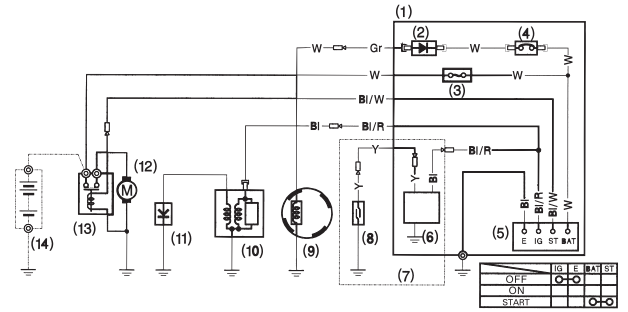 (1)
(2)
(4)
W
Gr
W
W
W
W
(3)
Bl/W
Bl
Bl/R
Bl/R
Y
Y
Y
Bl
(12)
M
K
(13)
(14)
(11)
(10)
(9)
(8)
(6)
(7)
Bl
Bl/R
Bl/W
W
(5)
E IG ST BAT
IG E BAT ST
OFF
ON
START